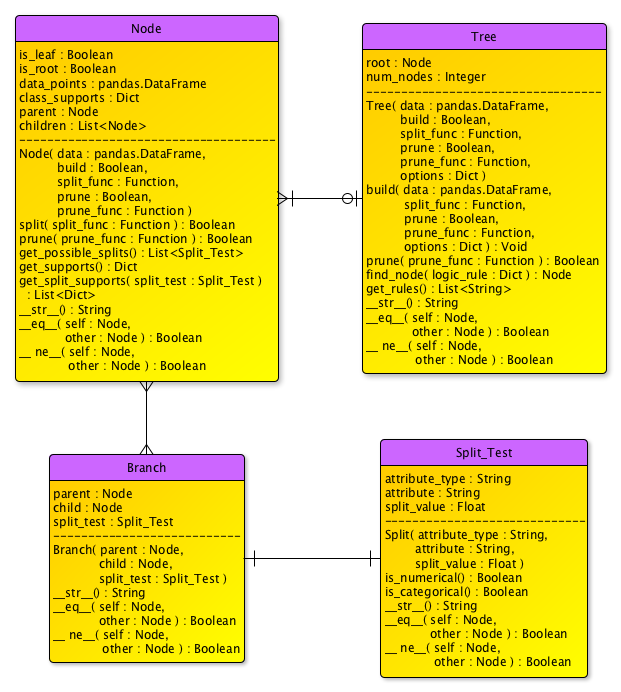 Node
is_leaf : Boolean
is_root : Boolean
data_points : pandas.DataFrame
class_supports : Dict
parent : Node
children : List<Node>
Node( data : pandas.DataFrame,
build : Boolean,
split_func : Function,
prune : Boolean,
prune_func : Function )
split( split_func : Function ) : Boolean
prune( prune_func : Function ) : Boolean
get_possible_splits() : List<Split_Test>
get_supports() : Dict
get_split_supports( split_test : Split_Test )
: List<Dict>
__str__() : String
__eq__( self : Node,
other : Node ) : Boolean
__ ne__( self : Node,
other : Node ) : Boolean
Tree
root : Node
num_nodes : Integer
Tree( data : pandas.DataFrame,
build : Boolean,
split_func : Function,
prune : Boolean,
prune_func : Function,
options : Dict )
build( data : pandas.DataFrame,
split_func : Function,
prune : Boolean,
prune_func : Function,
options : Dict ) : Void
prune( prune_func : Function ) : Boolean
find_node( logic_rule : Dict ) : Node
get_rules() : List<String>
__str__() : String
__eq__( self : Node,
other : Node ) : Boolean
__ ne__( self : Node,
other : Node ) : Boolean
Branch
parent : Node
child : Node
split_test : Split_Test
Branch( parent : Node,
child : Node,
split_test : Split_Test )
__str__() : String
__eq__( self : Node,
other : Node ) : Boolean
__ ne__( self : Node,
other : Node ) : Boolean
Split_Test
attribute_type : String
attribute : String
split_value : Float
Split( attribute_type : String,
attribute : String,
split_value : Float )
is_numerical() : Boolean
is_categorical() : Boolean
__str__() : String
__eq__( self : Node,
other : Node ) : Boolean
__ ne__( self : Node,
other : Node ) : Boolean